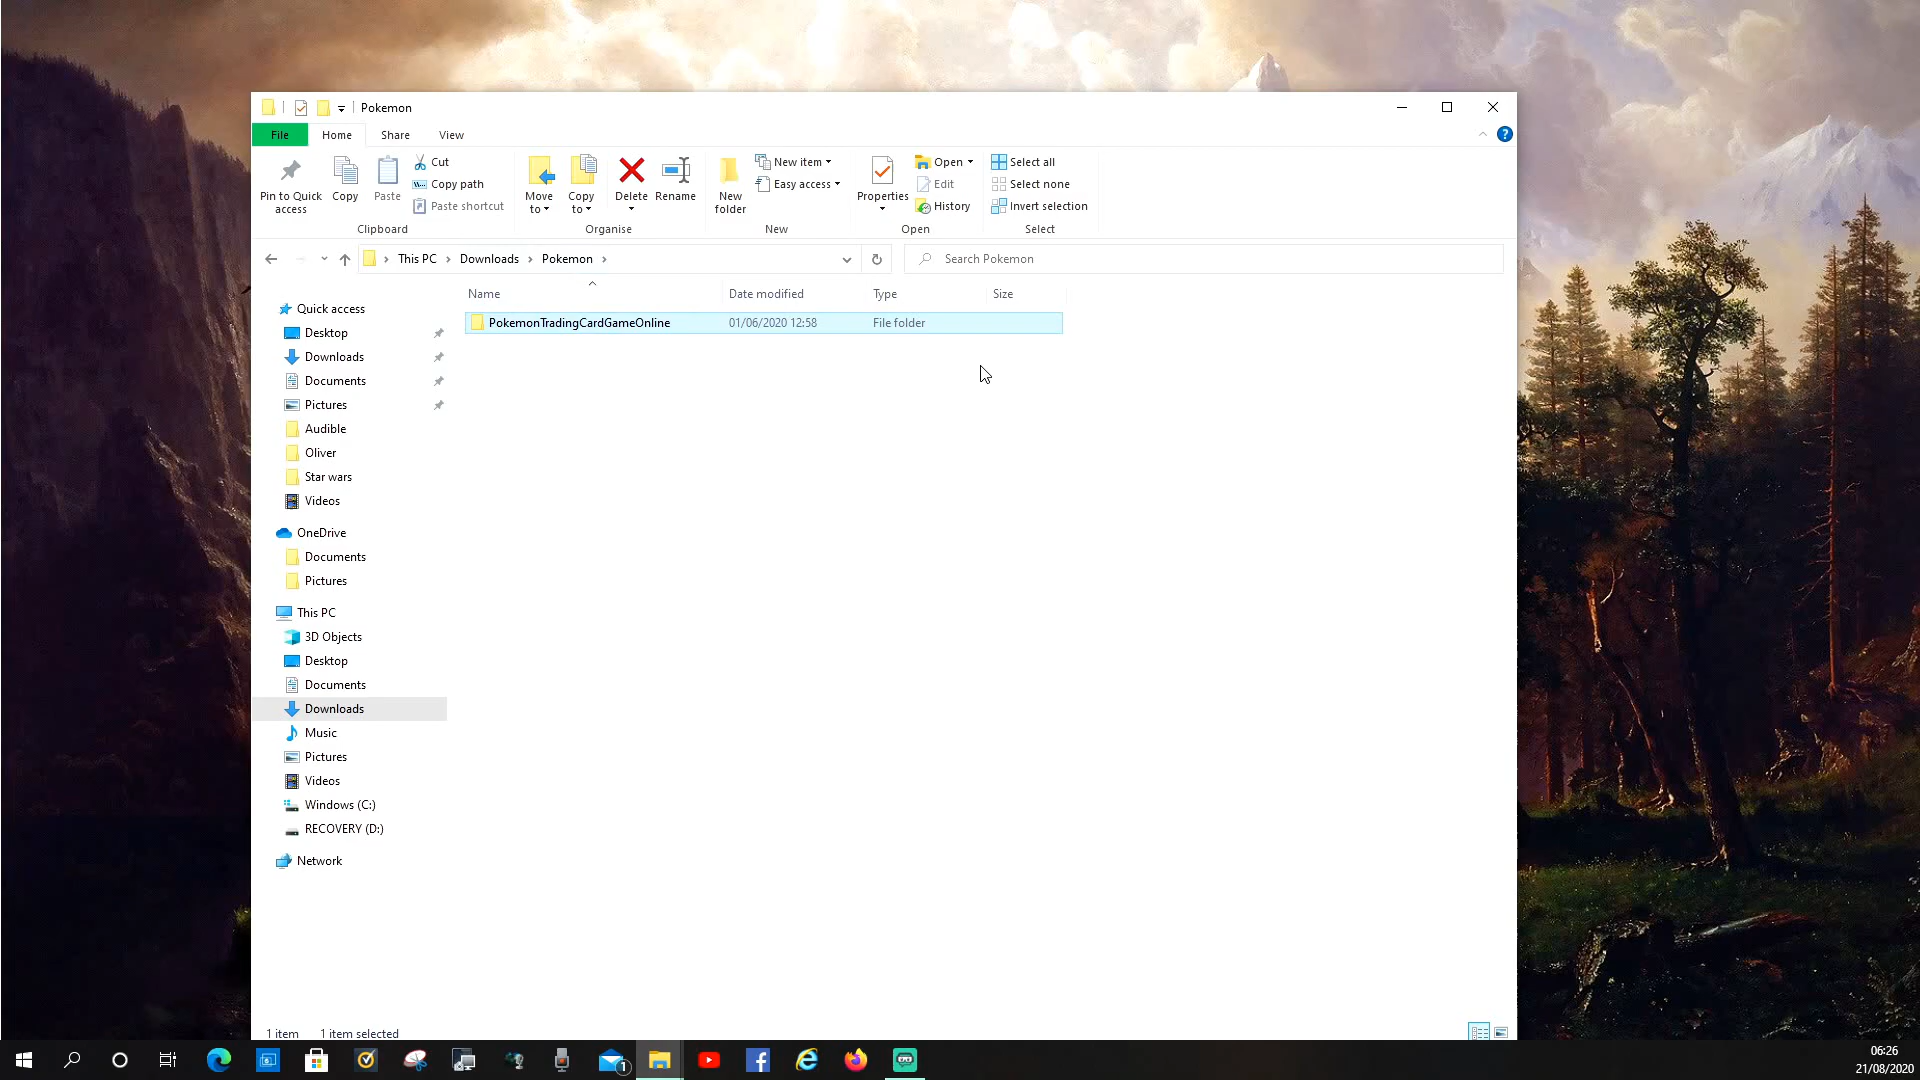 Pokemon
File Home Share View
Pin to Quick access
Copy
Paste
Cut
Copy path
Paste shortcut
Clipboard
Move to
Copy to
Delete
Rename
Organise
New folder
New item
Easy access
New
Properties
Open
Edit
History
Open
Select all
Select none
Invert selection
Select
This PC Downloads Pokemon
Search Pokemon
Name Date modified Type Size
PokemonTradingCardGameOnline 01/06/2020 12:58 File folder
Quick access
Desktop
Downloads
Documents
Pictures
Audible
Oliver
Star wars
Videos
OneDrive
Documents
Pictures
This PC
3D Objects
Desktop
Documents
Downloads
Music
Pictures
Videos
Windows (C:)
RECOVERY (D:)
Network
1 item 1 item selected
1
06:26
21/08/2020